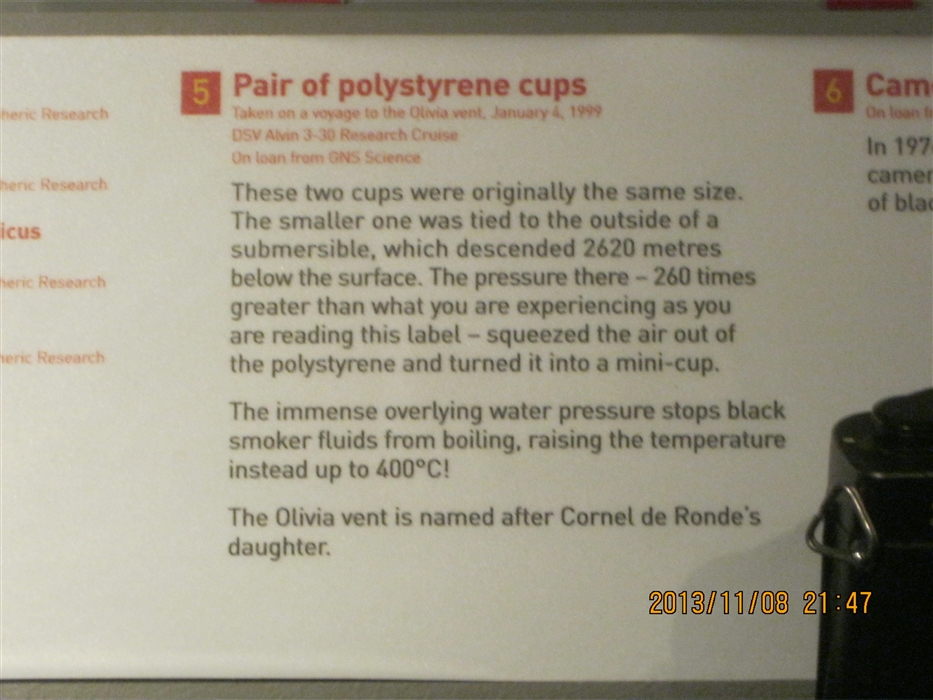 heric Research
heric Research
icus
heric Research
heric Research
5 Pair of polystyrene cups
Taken on a voyage to the Olivia vent, January 4, 1999
DSV Alvin 3-30 Research Cruise
On loan from GNS Science
These two cups were originally the same size.
The smaller one was tied to the outside of a
submersible, which descended 2620 metres
below the surface. The pressure there – 260 times
greater than what you are experiencing as you
are reading this label – squeezed the air out of
the polystyrene and turned it into a mini-cup.
The immense overlying water pressure stops black
smoker fluids from boiling, raising the temperature
instead up to 400°C!
The Olivia vent is named after Cornel de Ronde's
daughter.
6 Came
On loan fr
In 197
camer
of blac
2013/11/08 21:47